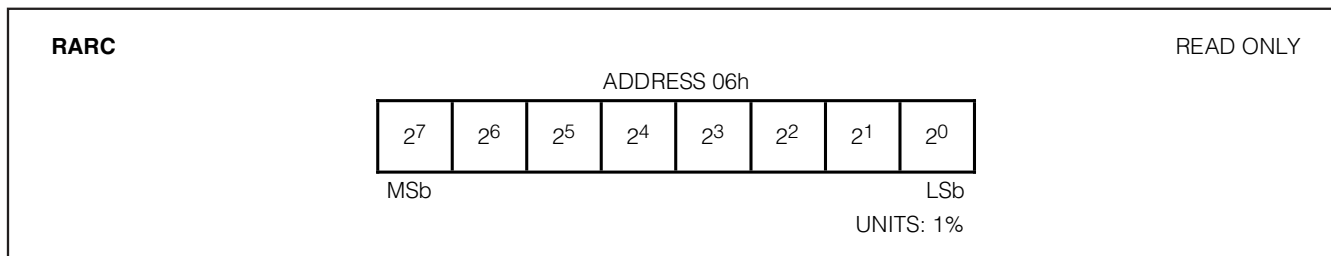 RARC READ ONLY
ADDRESS 06h
2⁷ 2⁶ 2⁵ 2⁴ 2³ 2² 2¹ 2⁰
MSb LSb
UNITS: 1%